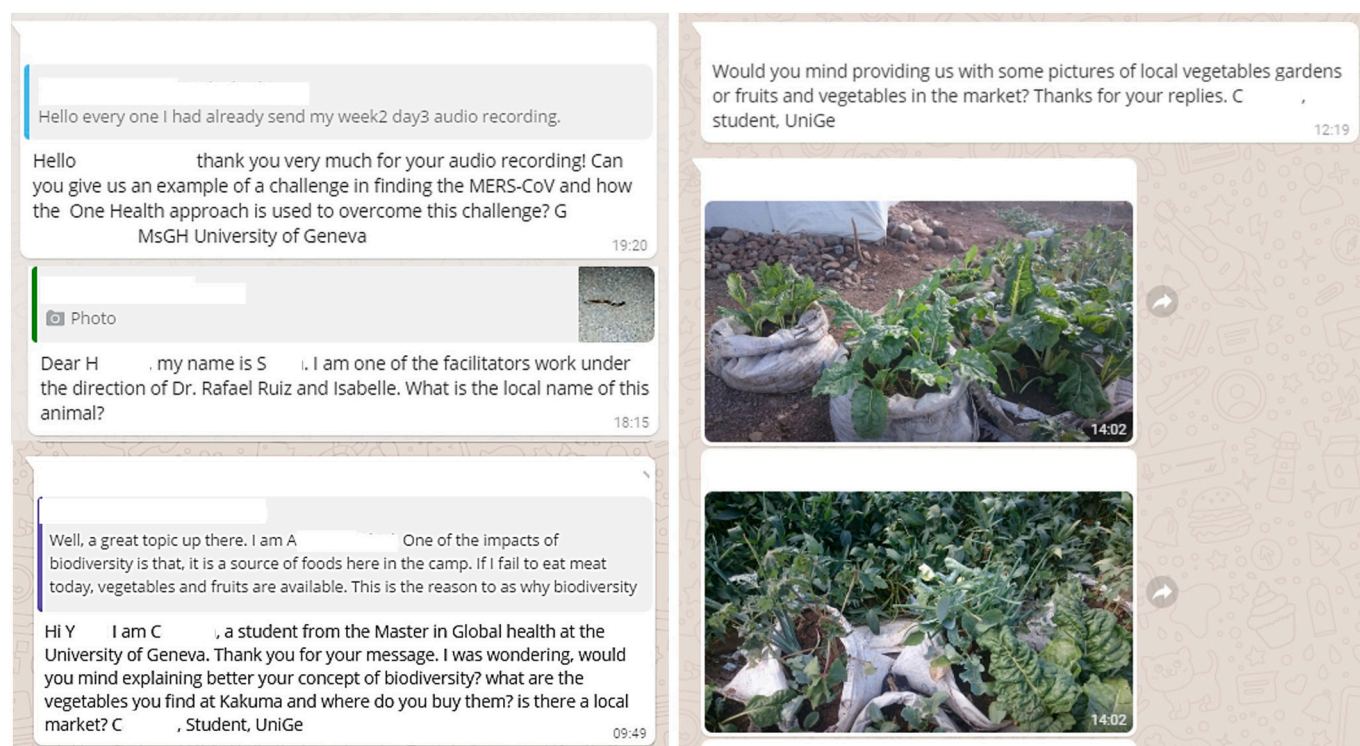 Hello every one I had already send my week2 day3 audio recording.
Hello thank you very much for your audio recording! Can
you give us an example of a challenge in finding the MERS-CoV and how
the One Health approach is used to overcome this challenge? G
MsGH University of Geneva
19:20
Photo
Dear H , my name is S . I am one of the facilitators work under
the direction of Dr. Rafael Ruiz and Isabelle. What is the local name of this
animal?
18:15
Well, a great topic up there. I am A One of the impacts of
biodiversity is that, it is a source of foods here in the camp. If I fail to eat meat
today, vegetables and fruits are available. This is the reason to as why biodiversity
Hi Y I am C , a student from the Master in Global health at the
University of Geneva. Thank you for your message. I was wondering, would
you mind explaining better your concept of biodiversity? what are the
vegetables you find at Kakuma and where do you buy them? is there a local
market? C , Student, UniGe
09:49
Would you mind providing us with some pictures of local vegetables gardens
or fruits and vegetables in the market? Thanks for your replies. C ,
student, UniGe
12:19
14:02
14:02